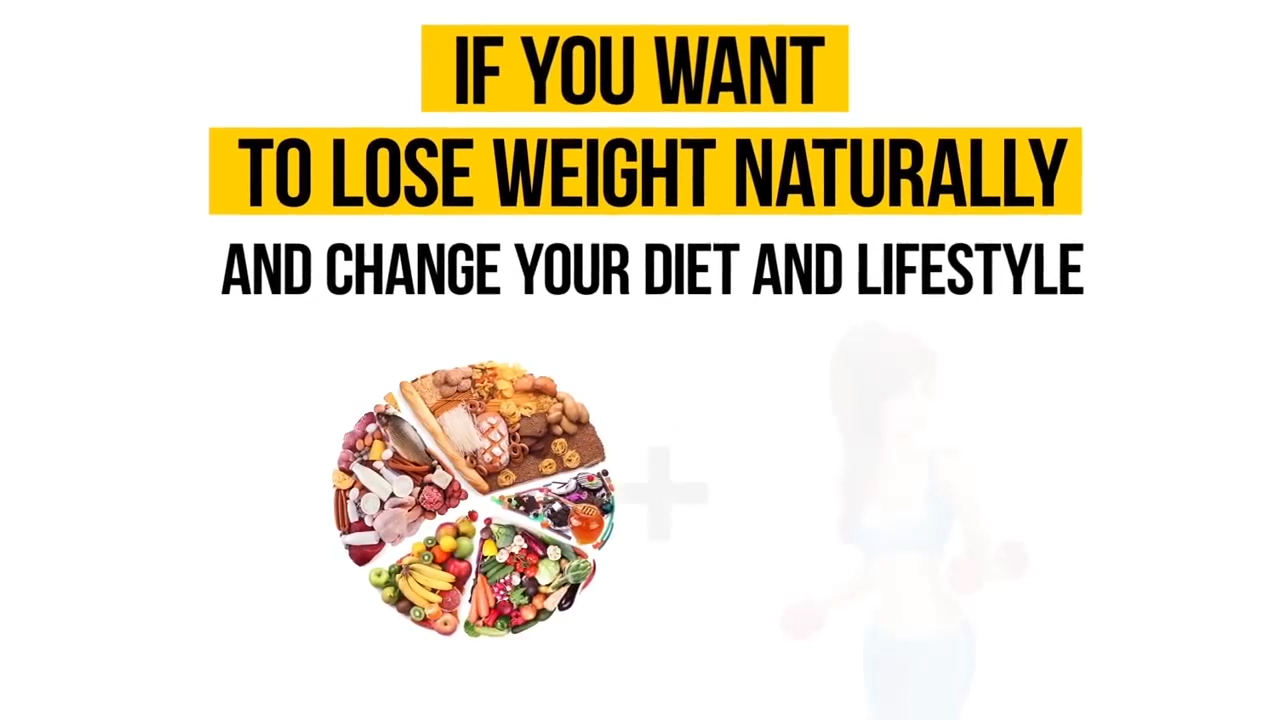 IF YOU WANT
TO LOSE WEIGHT NATURALLY
AND CHANGE YOUR DIET AND LIFESTYLE